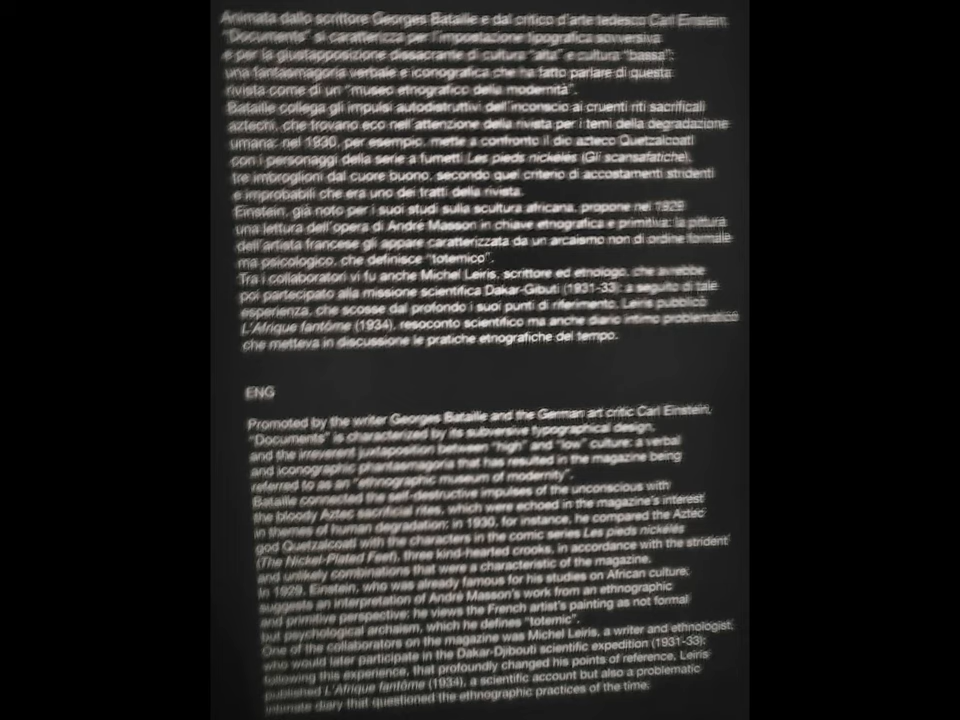 Animata dallo scrittore Georges Bataille e dal critico d'arte tedesco Carl Einstein,
"Documents" si caratterizza per l'impostazione tipografica sovversiva
e per la giustapposizione dissacrante di cultura "alta" e cultura "bassa":
una fantasmagoria verbale e iconografica che ha fatto parlare di questa
rivista come di un "museo etnografico della modernità".
Bataille collega gli impulsi autodistruttivi dell'inconscio ai cruenti riti sacrificali
aztechi, che trovano eco nell'attenzione della rivista per i temi della degradazione
umana: nel 1930, per esempio, mette a confronto il dio azteco Quetzalcoatl
con i personaggi della serie a fumetti Les pieds nickelés (Gli scansafatiche),
tre imbroglioni dal cuore buono, secondo quel criterio di accostamenti stridenti
e improbabili che era uno dei tratti della rivista.
Einstein, già noto per i suoi studi sulla scultura africana, propone nel 1929
una lettura dell'opera di André Masson in chiave etnografica e primitiva: la pittura
dell'artista francese gli appare caratterizzata da un arcaismo non di ordine formale
ma psicologico, che definisce "totemico".
Tra i collaboratori vi fu anche Michel Leiris, scrittore ed etnologo, che avrebbe
poi partecipato alla missione scientifica Dakar-Gibuti (1931-33): a seguito di tale
esperienza, che scosse dal profondo i suoi punti di riferimento, Leiris pubblicò
L'Afrique fantôme (1934), resoconto scientifico ma anche diario intimo problematico
che metteva in discussione le pratiche etnografiche del tempo.
ENG
Promoted by the writer Georges Bataille and the German art critic Carl Einstein,
"Documents" is characterized by its subversive typographical design,
and the irreverent juxtaposition between "high" and "low" culture: a verbal
and iconographic phantasmagoria that has resulted in the magazine being
referred to as an "ethnographic museum of modernity".
Bataille connected the self-destructive impulses of the unconscious with
the bloody Aztec sacrificial rites, which were echoed in the magazine's interest
in themes of human degradation: in 1930, for instance, he compared the Aztec
god Quetzalcoatl with the characters in the comic series Les pieds nickelés
(The Nickel-Plated Feet), three kind-hearted crooks, in accordance with the strident
and unlikely combinations that were a characteristic of the magazine.
In 1929, Einstein, who was already famous for his studies on African culture,
suggests an interpretation of André Masson's work from an ethnographic
and primitive perspective: he views the French artist's painting as not formal
but psychological archaism, which he defines "totemic".
One of the collaborators on the magazine was Michel Leiris, a writer and ethnologist,
who would later participate in the Dakar-Djibouti scientific expedition (1931-33):
following this experience, that profoundly changed his points of reference, Leiris
published L'Afrique fantôme (1934), a scientific account but also a problematic
intimate diary that questioned the ethnographic practices of the time.